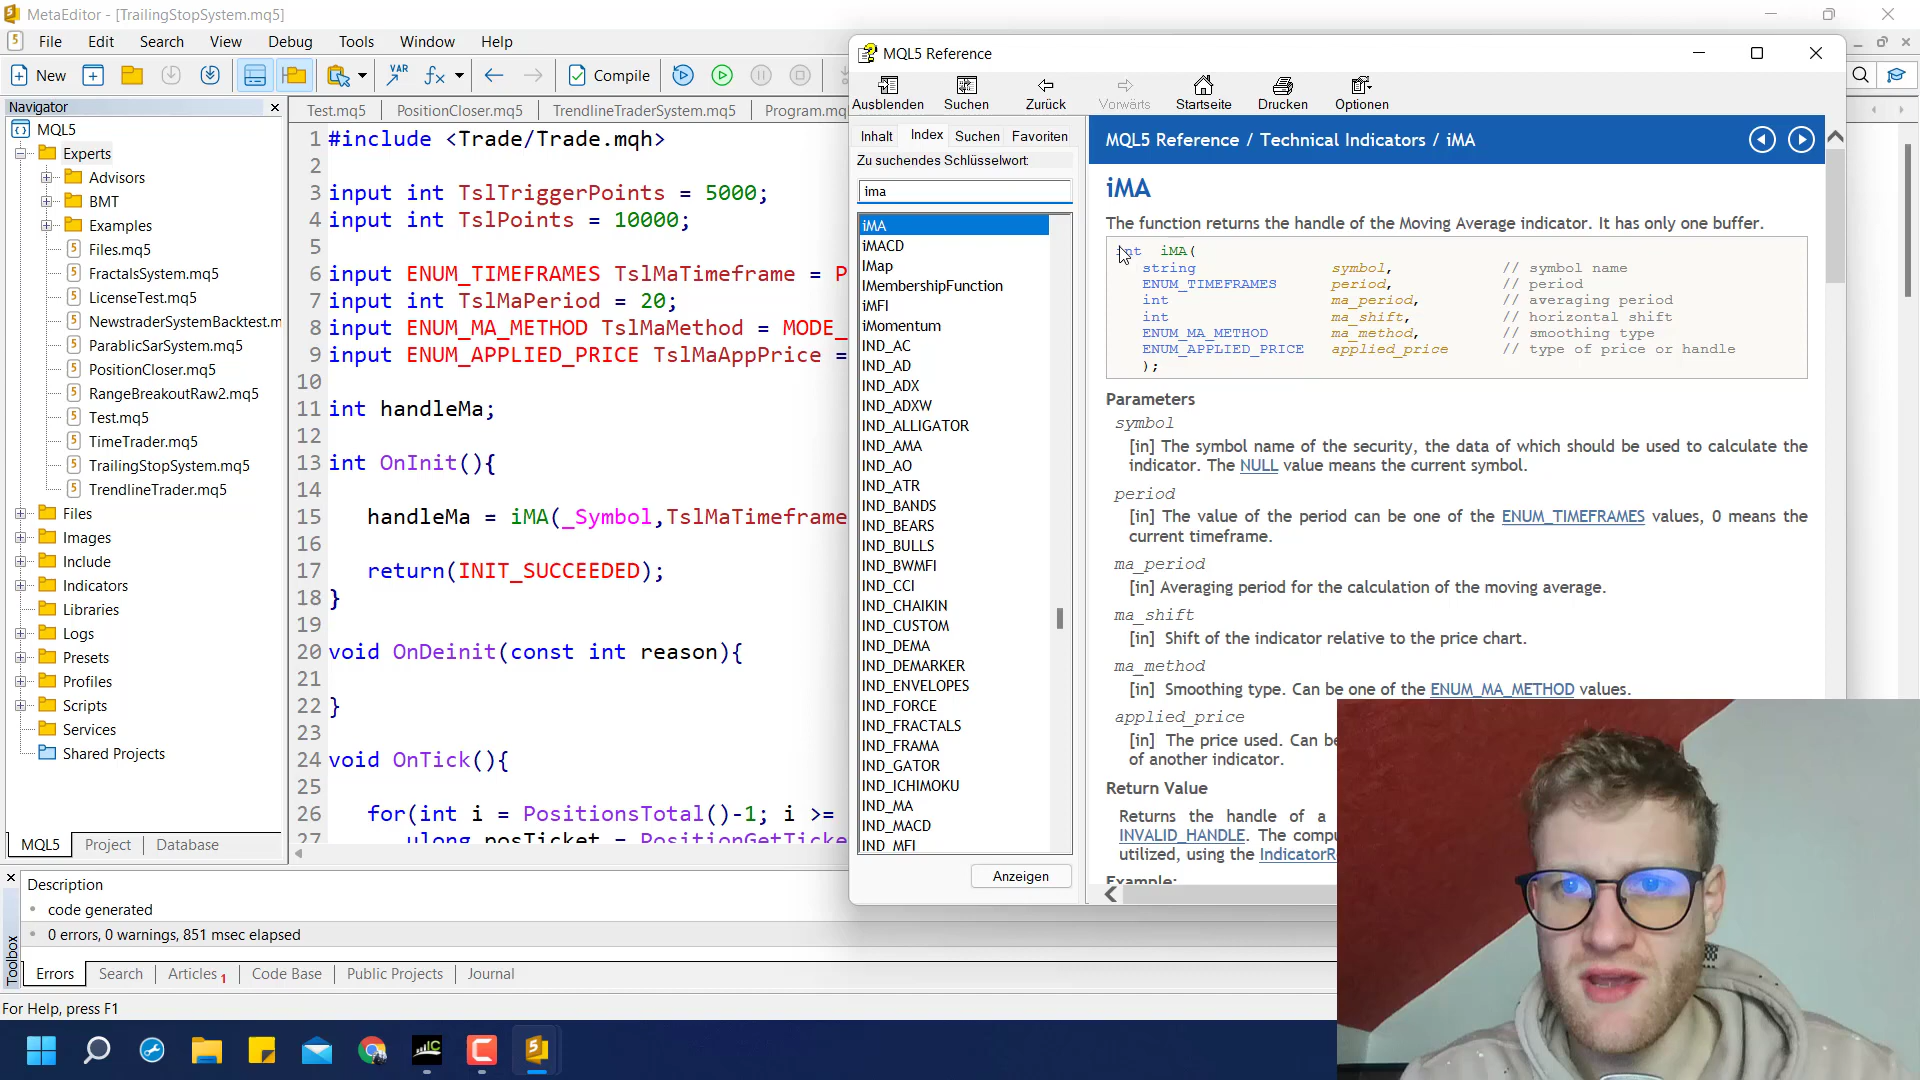 MetaEditor - [TrailingStopSystem.mq5]
File Edit Search View Debug Tools Window Help
New VAR Compile
Navigator
MQL5
Experts
Advisors
BMT
Examples
Files.mq5
FractalsSystem.mq5
LicenseTest.mq5
NewstraderSystemBacktest.m
ParablicSarSystem.mq5
PositionCloser.mq5
RangeBreakoutRaw2.mq5
Test.mq5
TimeTrader.mq5
TrailingStopSystem.mq5
TrendlineTrader.mq5
Files
Images
Include
Indicators
Libraries
Logs
Presets
Profiles
Scripts
Services
Shared Projects
MQL5 Project Database
Test.mq5 PositionCloser.mq5 TrendlineTraderSystem.mq5 Program.mq
1 #include <Trade/Trade.mqh>
2
3 input int TslTriggerPoints = 5000;
4 input int TslPoints = 10000;
5
6 input ENUM_TIMEFRAMES TslMaTimeframe = P
7 input int TslMaPeriod = 20;
8 input ENUM_MA_METHOD TslMaMethod = MODE_
9 input ENUM_APPLIED_PRICE TslMaAppPrice =
10
11 int handleMa;
12
13 int OnInit(){
14
15 handleMa = iMA(_Symbol,TslMaTimeframe
16
17 return(INIT_SUCCEEDED);
18 }
19
20 void OnDeinit(const int reason){
21
22 }
23
24 void OnTick(){
25
26 for(int i = PositionsTotal()-1; i >=
27 ulong posTicket = PositionGetTicke
MQL5 Reference
Ausblenden Suchen Zurück Vorwärts Startseite Drucken Optionen
Inhalt Index Suchen Favoriten
Zu suchendes Schlüsselwort
ima
iMA
iMACD
IMap
IMembershipFunction
iMFI
iMomentum
IND_AC
IND_AD
IND_ADX
IND_ADXW
IND_ALLIGATOR
IND_AMA
IND_AO
IND_ATR
IND_BANDS
IND_BEARS
IND_BULLS
IND_BWMFI
IND_CCI
IND_CHAIKIN
IND_CUSTOM
IND_DEMA
IND_DEMARKER
IND_ENVELOPES
IND_FORCE
IND_FRACTALS
IND_FRAMA
IND_GATOR
IND_ICHIMOKU
IND_MA
IND_MACD
IND_MFI
Anzeigen
MQL5 Reference / Technical Indicators / iMA
iMA
The function returns the handle of the Moving Average indicator. It has only one buffer.
int iMA(
string symbol, // symbol name
ENUM_TIMEFRAMES period, // period
int ma_period, // averaging period
int ma_shift, // horizontal shift
ENUM_MA_METHOD ma_method, // smoothing type
ENUM_APPLIED_PRICE applied_price // type of price or handle
);
Parameters
symbol
[in] The symbol name of the security, the data of which should be used to calculate the
indicator. The NULL value means the current symbol.
period
[in] The value of the period can be one of the ENUM_TIMEFRAMES values, 0 means the
current timeframe.
ma_period
[in] Averaging period for the calculation of the moving average.
ma_shift
[in] Shift of the indicator relative to the price chart.
ma_method
[in] Smoothing type. Can be one of the ENUM_MA_METHOD values.
applied_price
[in] The price used. Can be
of another indicator.
Return Value
Returns the handle of a
INVALID_HANDLE. The compu
utilized, using the IndicatorR
Example:
Toolbox
Description
code generated
0 errors, 0 warnings, 851 msec elapsed
Errors Search Articles 1 Code Base Public Projects Journal
For Help, press F1